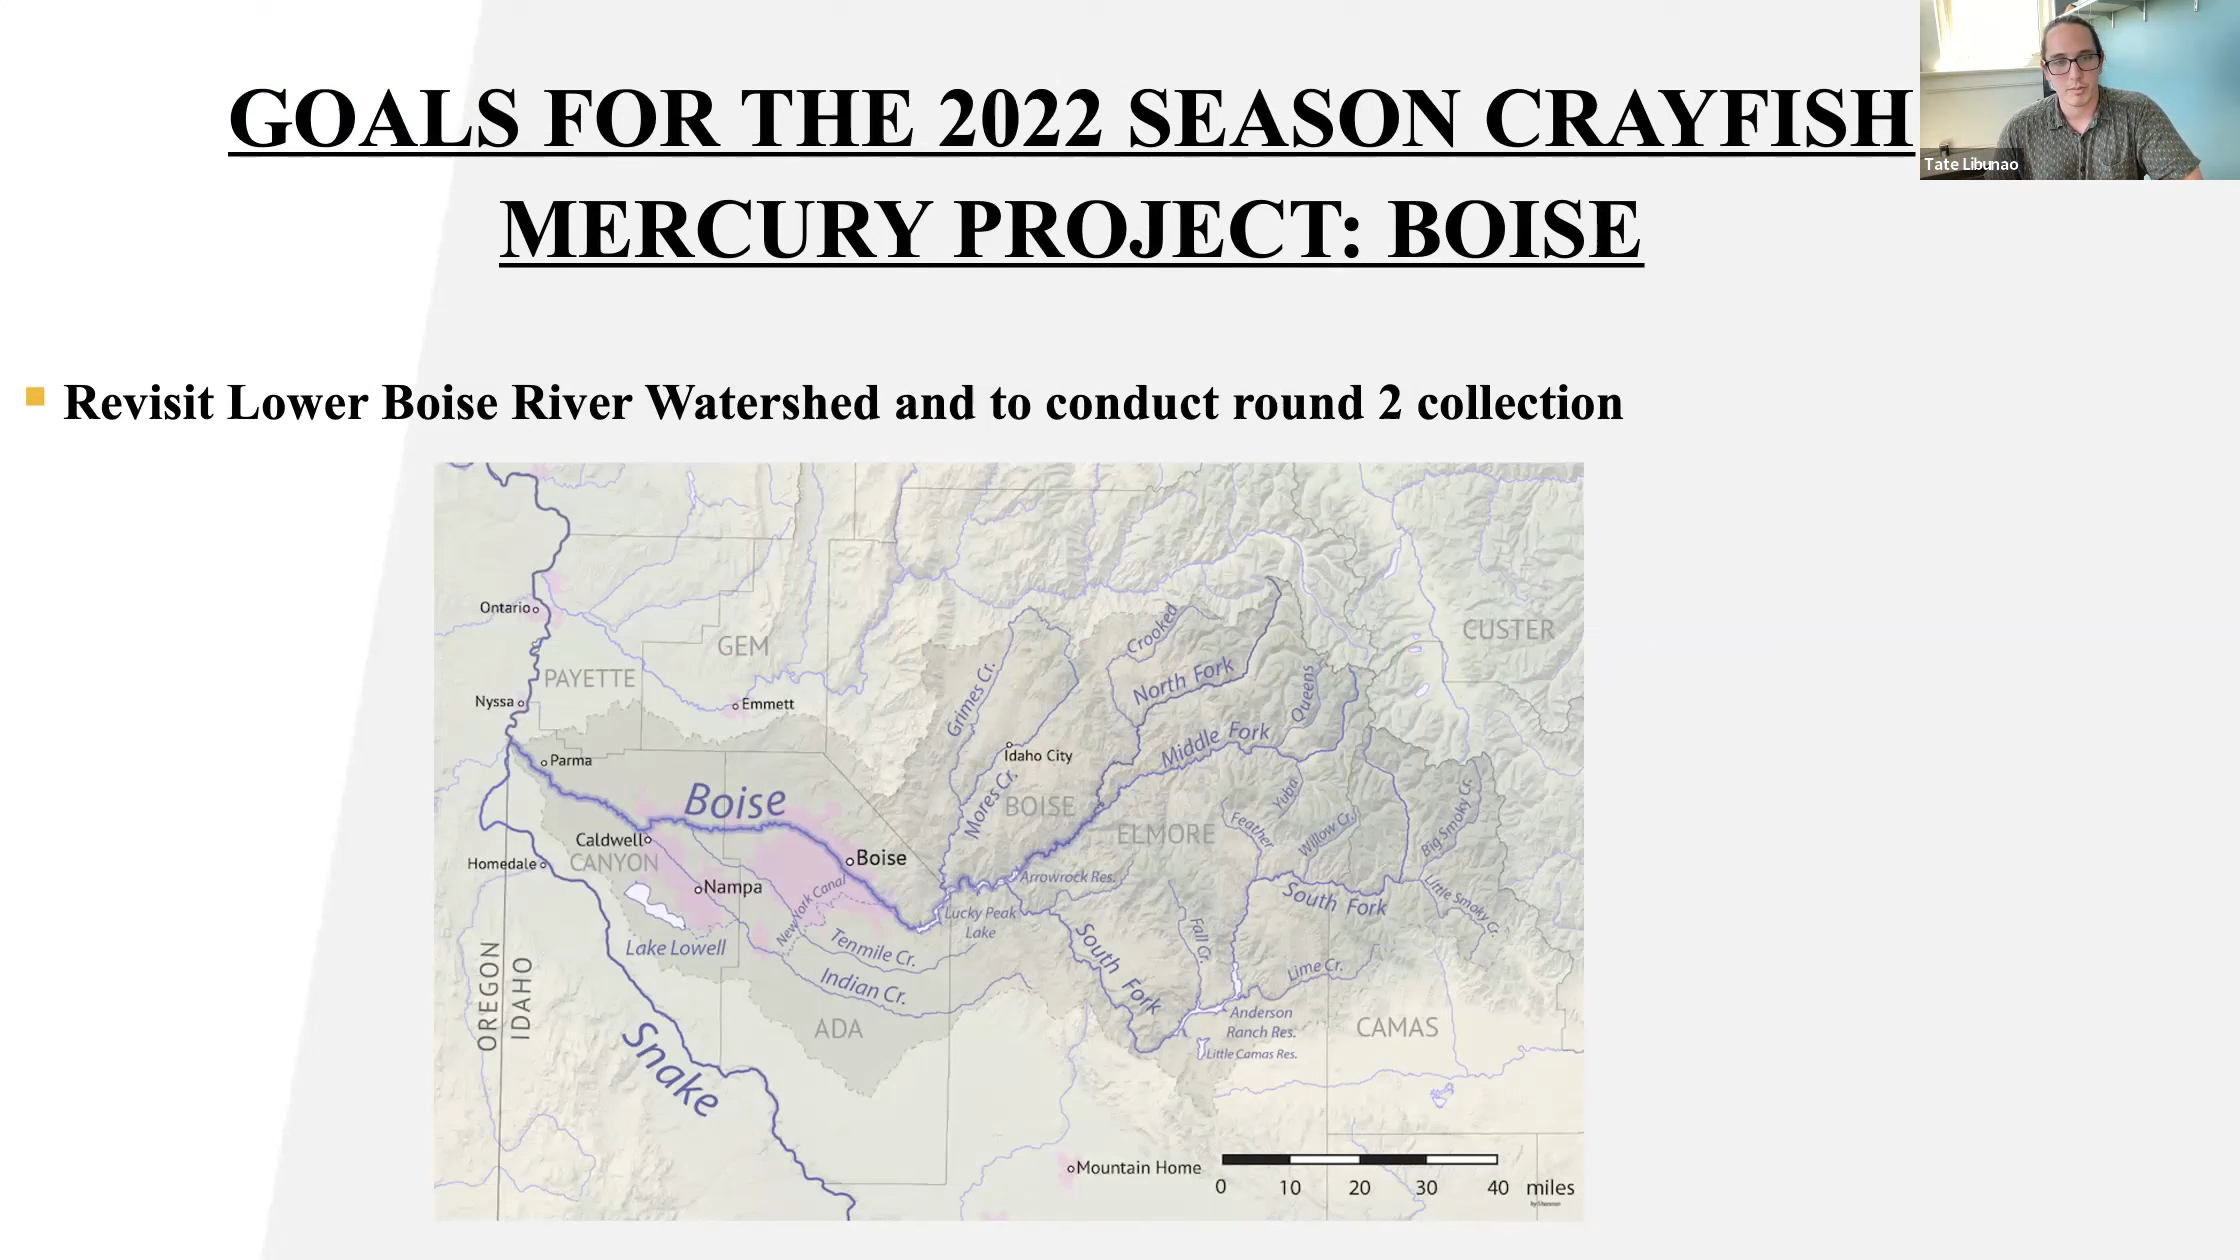 GOALS FOR THE 2022 SEASON CRAYFISH
MERCURY PROJECT: BOISE
Tate Libunao
Revisit Lower Boise River Watershed and to conduct round 2 collection
Ontario
Crooked
CUSTER
GEM
PAYETTE
North Fork
Queens
Grimes Cr.
Nyssa
Emmett
Middle Fork
Idaho City
Parma
Boise
Mores Cr.
BOISE
Yuba
Big Smoky Cr.
ELMORE
Feather
Willow Cr.
Caldwell
CANYON
Homedale
Boise
Nampa
Arrowrock Res.
New York Canal
South Fork
Little Smoky Cr.
Lucky Peak
Lake
Lake Lowell
Tenmile Cr.
Fall Cr.
South Fork
Lime Cr.
Indian Cr.
OREGON
IDAHO
Anderson
Ranch Res.
Little Camas Res.
ADA
CAMAS
Snake
Mountain Home
0 10 20 30 40 miles